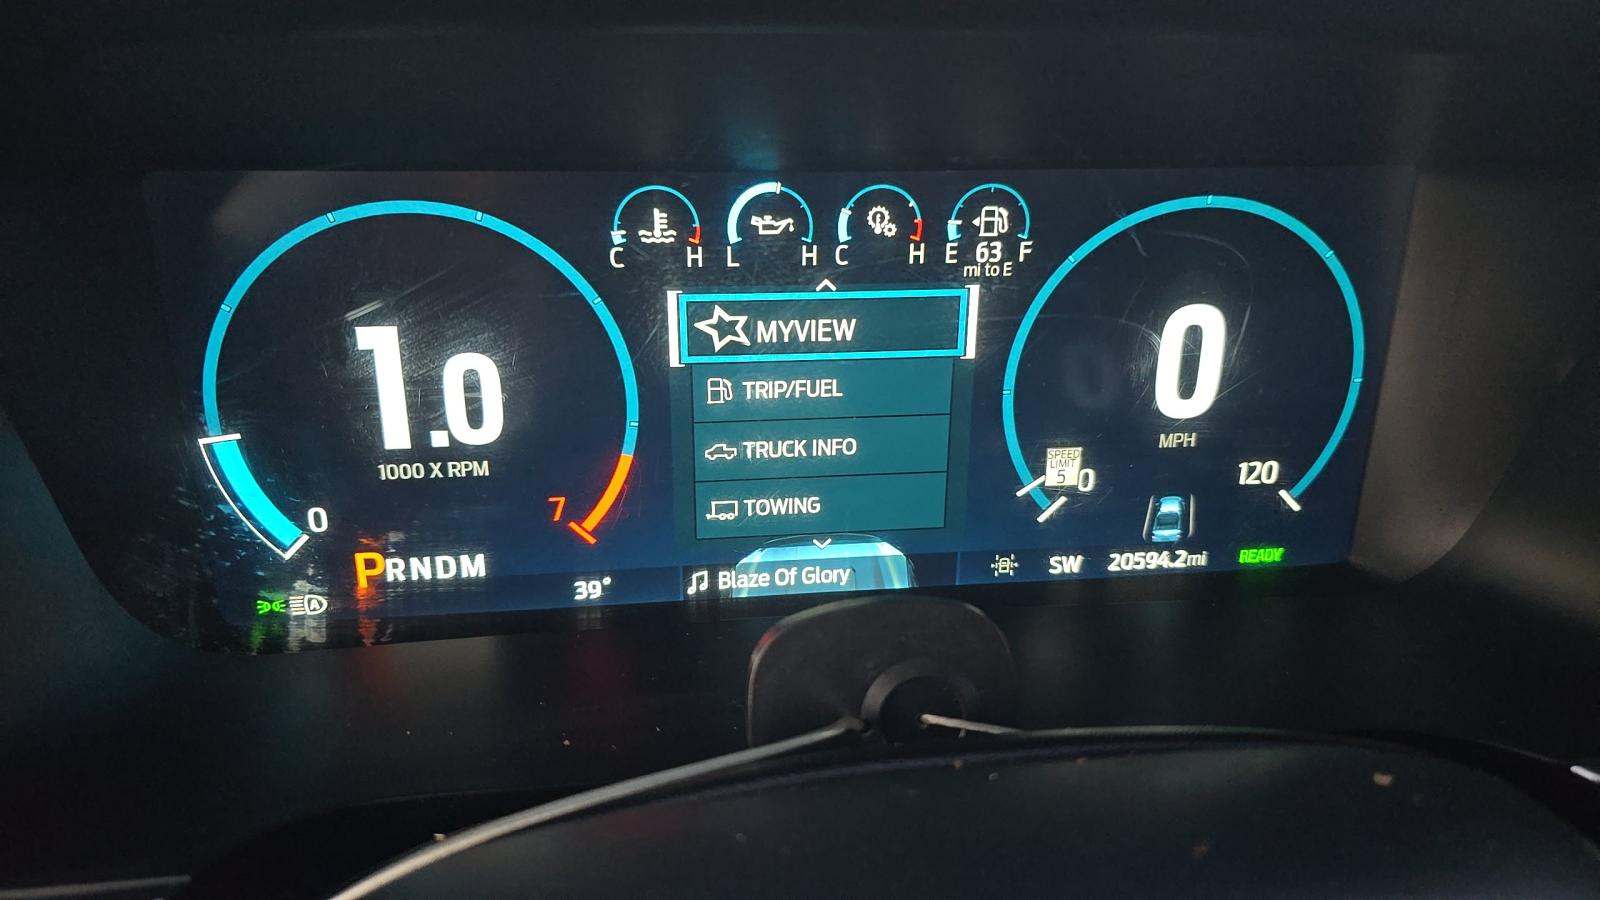 C H
L H
C H
E F
63
mi to E
1.0
1000 X RPM
0
7
MYVIEW
TRIP/FUEL
TRUCK INFO
TOWING
0
MPH
SPEED
LIMIT
5
0
120
PRNDM
39°
Blaze Of Glory
SW
20594.2mi
READY
A